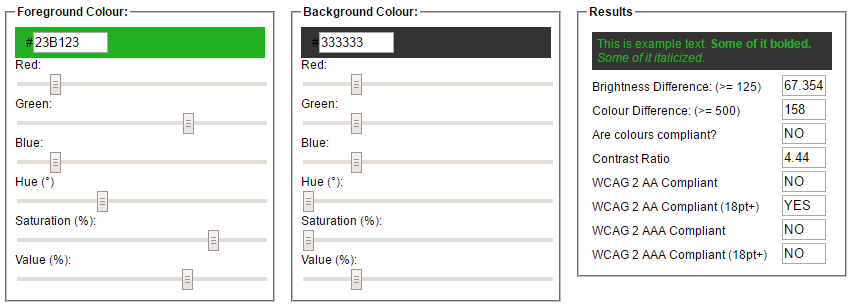 Foreground Colour:
#23B123
Red:
Green:
Blue:
Hue (°)
Saturation (%):
Value (%):
Background Colour:
#333333
Red:
Green:
Blue:
Hue (°):
Saturation (%):
Value (%):
Results
This is example text. Some of it bolded.
Some of it italicized.
Brightness Difference: (>= 125) 67.354
Colour Difference: (>= 500) 158
Are colours compliant? NO
Contrast Ratio 4.44
WCAG 2 AA Compliant NO
WCAG 2 AA Compliant (18pt+) YES
WCAG 2 AAA Compliant NO
WCAG 2 AAA Compliant (18pt+) NO